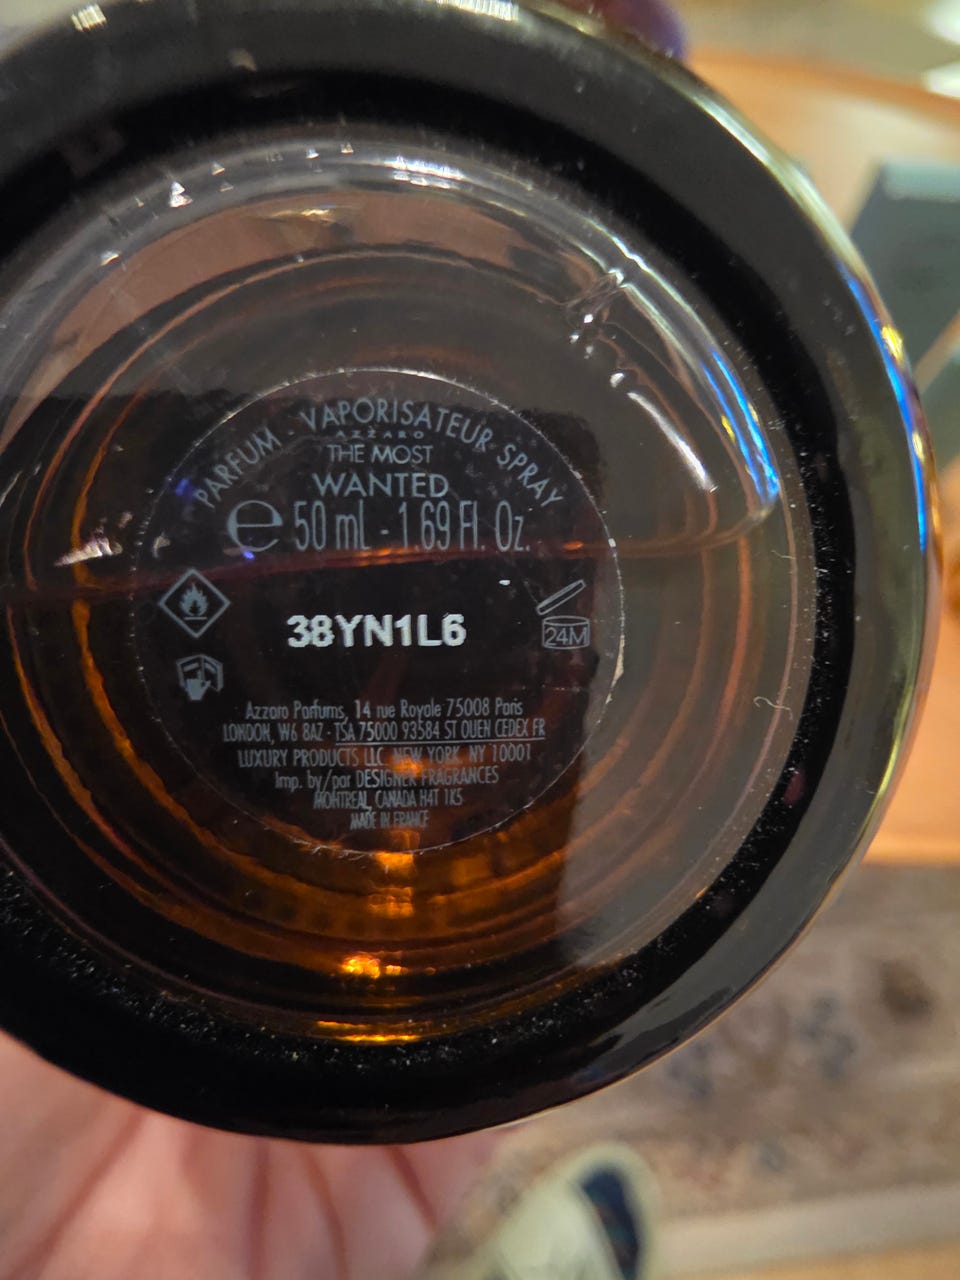 PARFUM - VAPORISATEUR SPRAY
AZZARO
THE MOST
WANTED
e 50 mL - 1.69 Fl. Oz.
38YN1L6
24M
Azzaro Parfums, 14 rue Royale 75008 Paris
LONDON, W6 8AZ - TSA 75000 93584 ST OUEN CEDEX FR
LUXURY PRODUCTS LLC NEW YORK, NY 10001
Imp. by/par DESIGNER FRAGRANCES
MONTREAL, CANADA H4T 1K5
MADE IN FRANCE